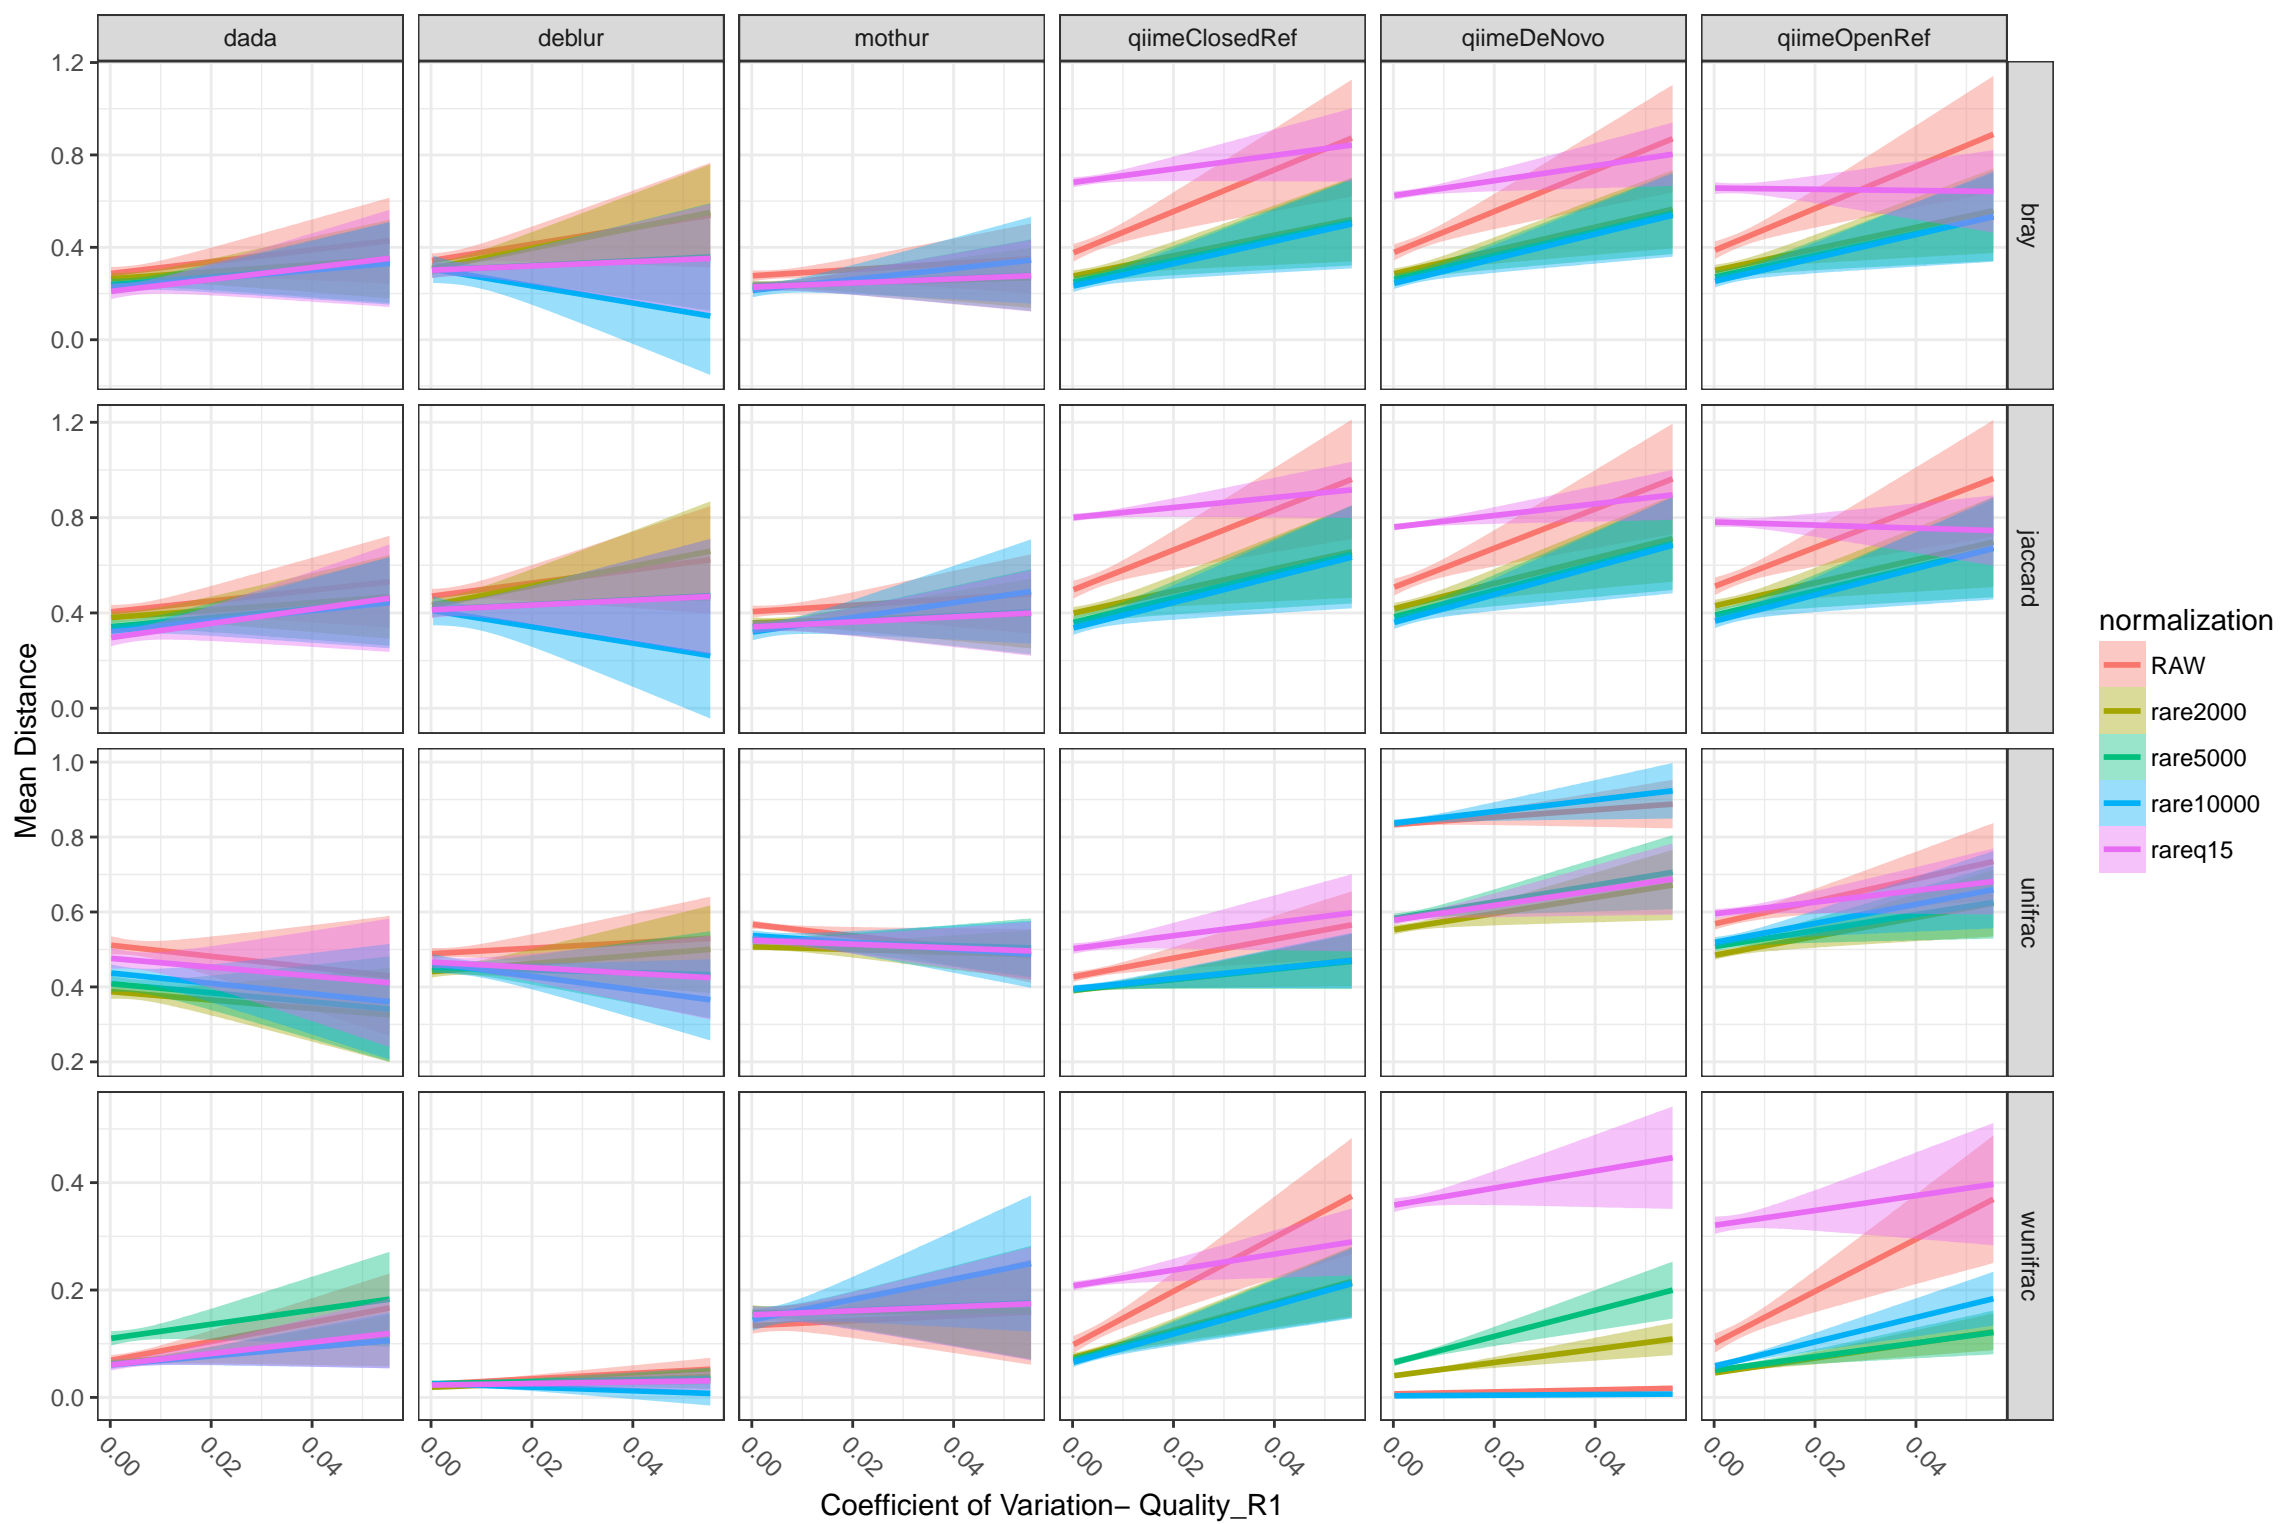 dada deblur mothur qiimeClosedRef qiimeDeNovo qiimeOpenRef
1.2
0.8
0.4
0.0
bray
1.2
0.8
0.4
0.0
jaccard
1.0
0.8
0.6
0.4
0.2
unifrac
0.4
0.2
0.0
wunifrac
Mean Distance
0.00 0.02 0.04 0.00 0.02 0.04 0.00 0.02 0.04 0.00 0.02 0.04 0.00 0.02 0.04 0.00 0.02 0.04
Coefficient of Variation− Quality_R1
normalization
RAW
rare2000
rare5000
rare10000
rareq15